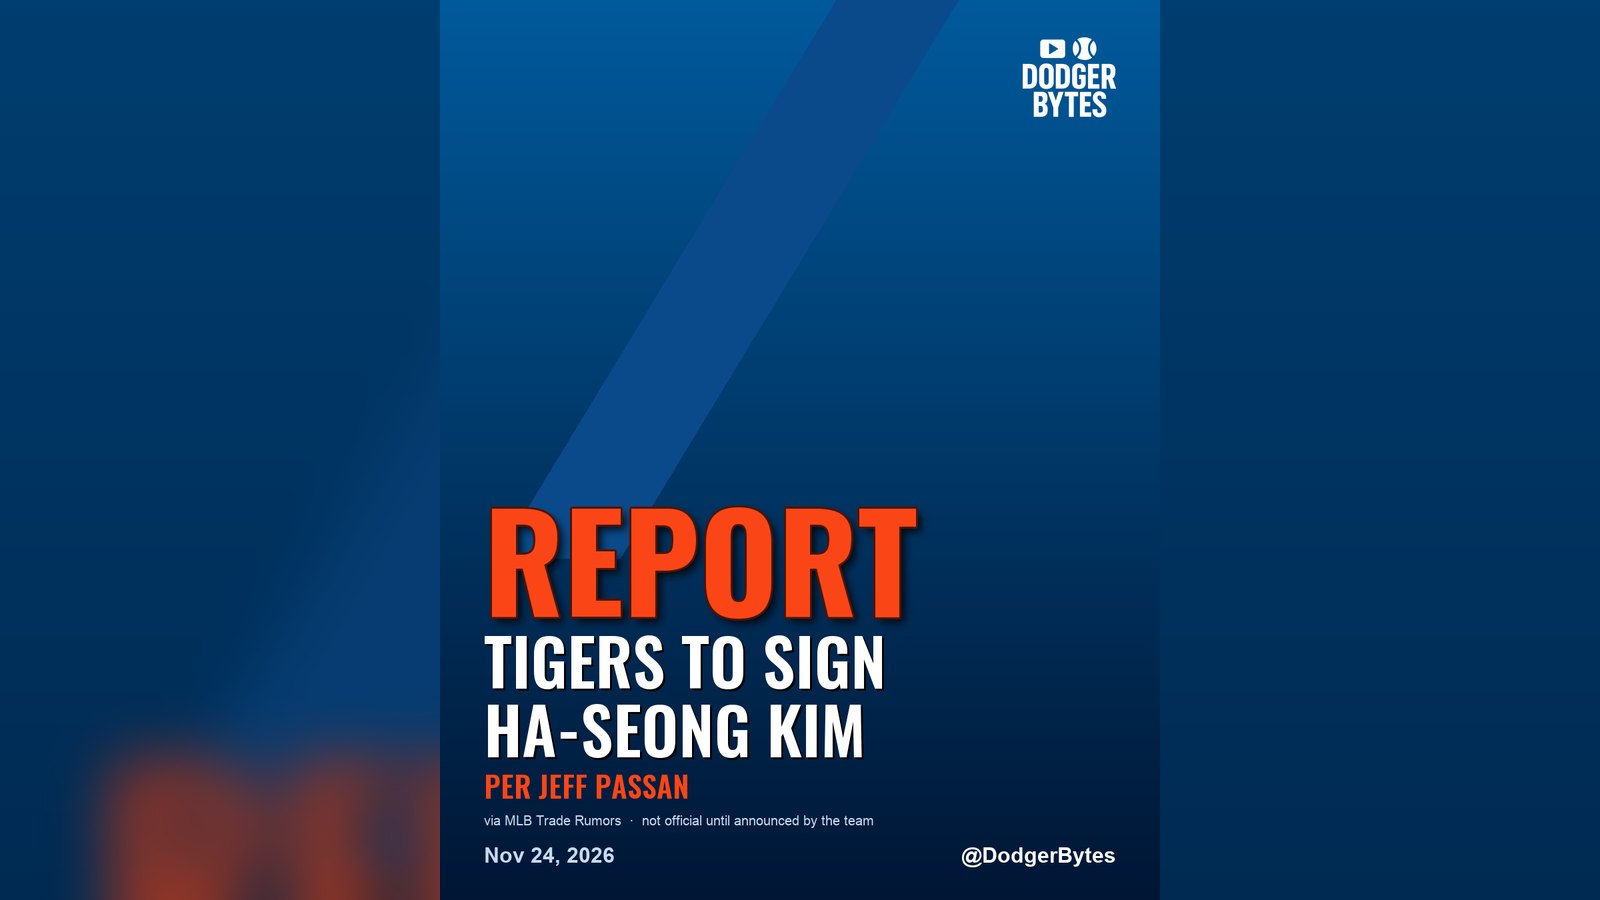 DODGER
BYTES
REPORT
TIGERS TO SIGN
HA-SEONG KIM
PER JEFF PASSAN
via MLB Trade Rumors · not official until announced by the team
Nov 24, 2026
@DodgerBytes